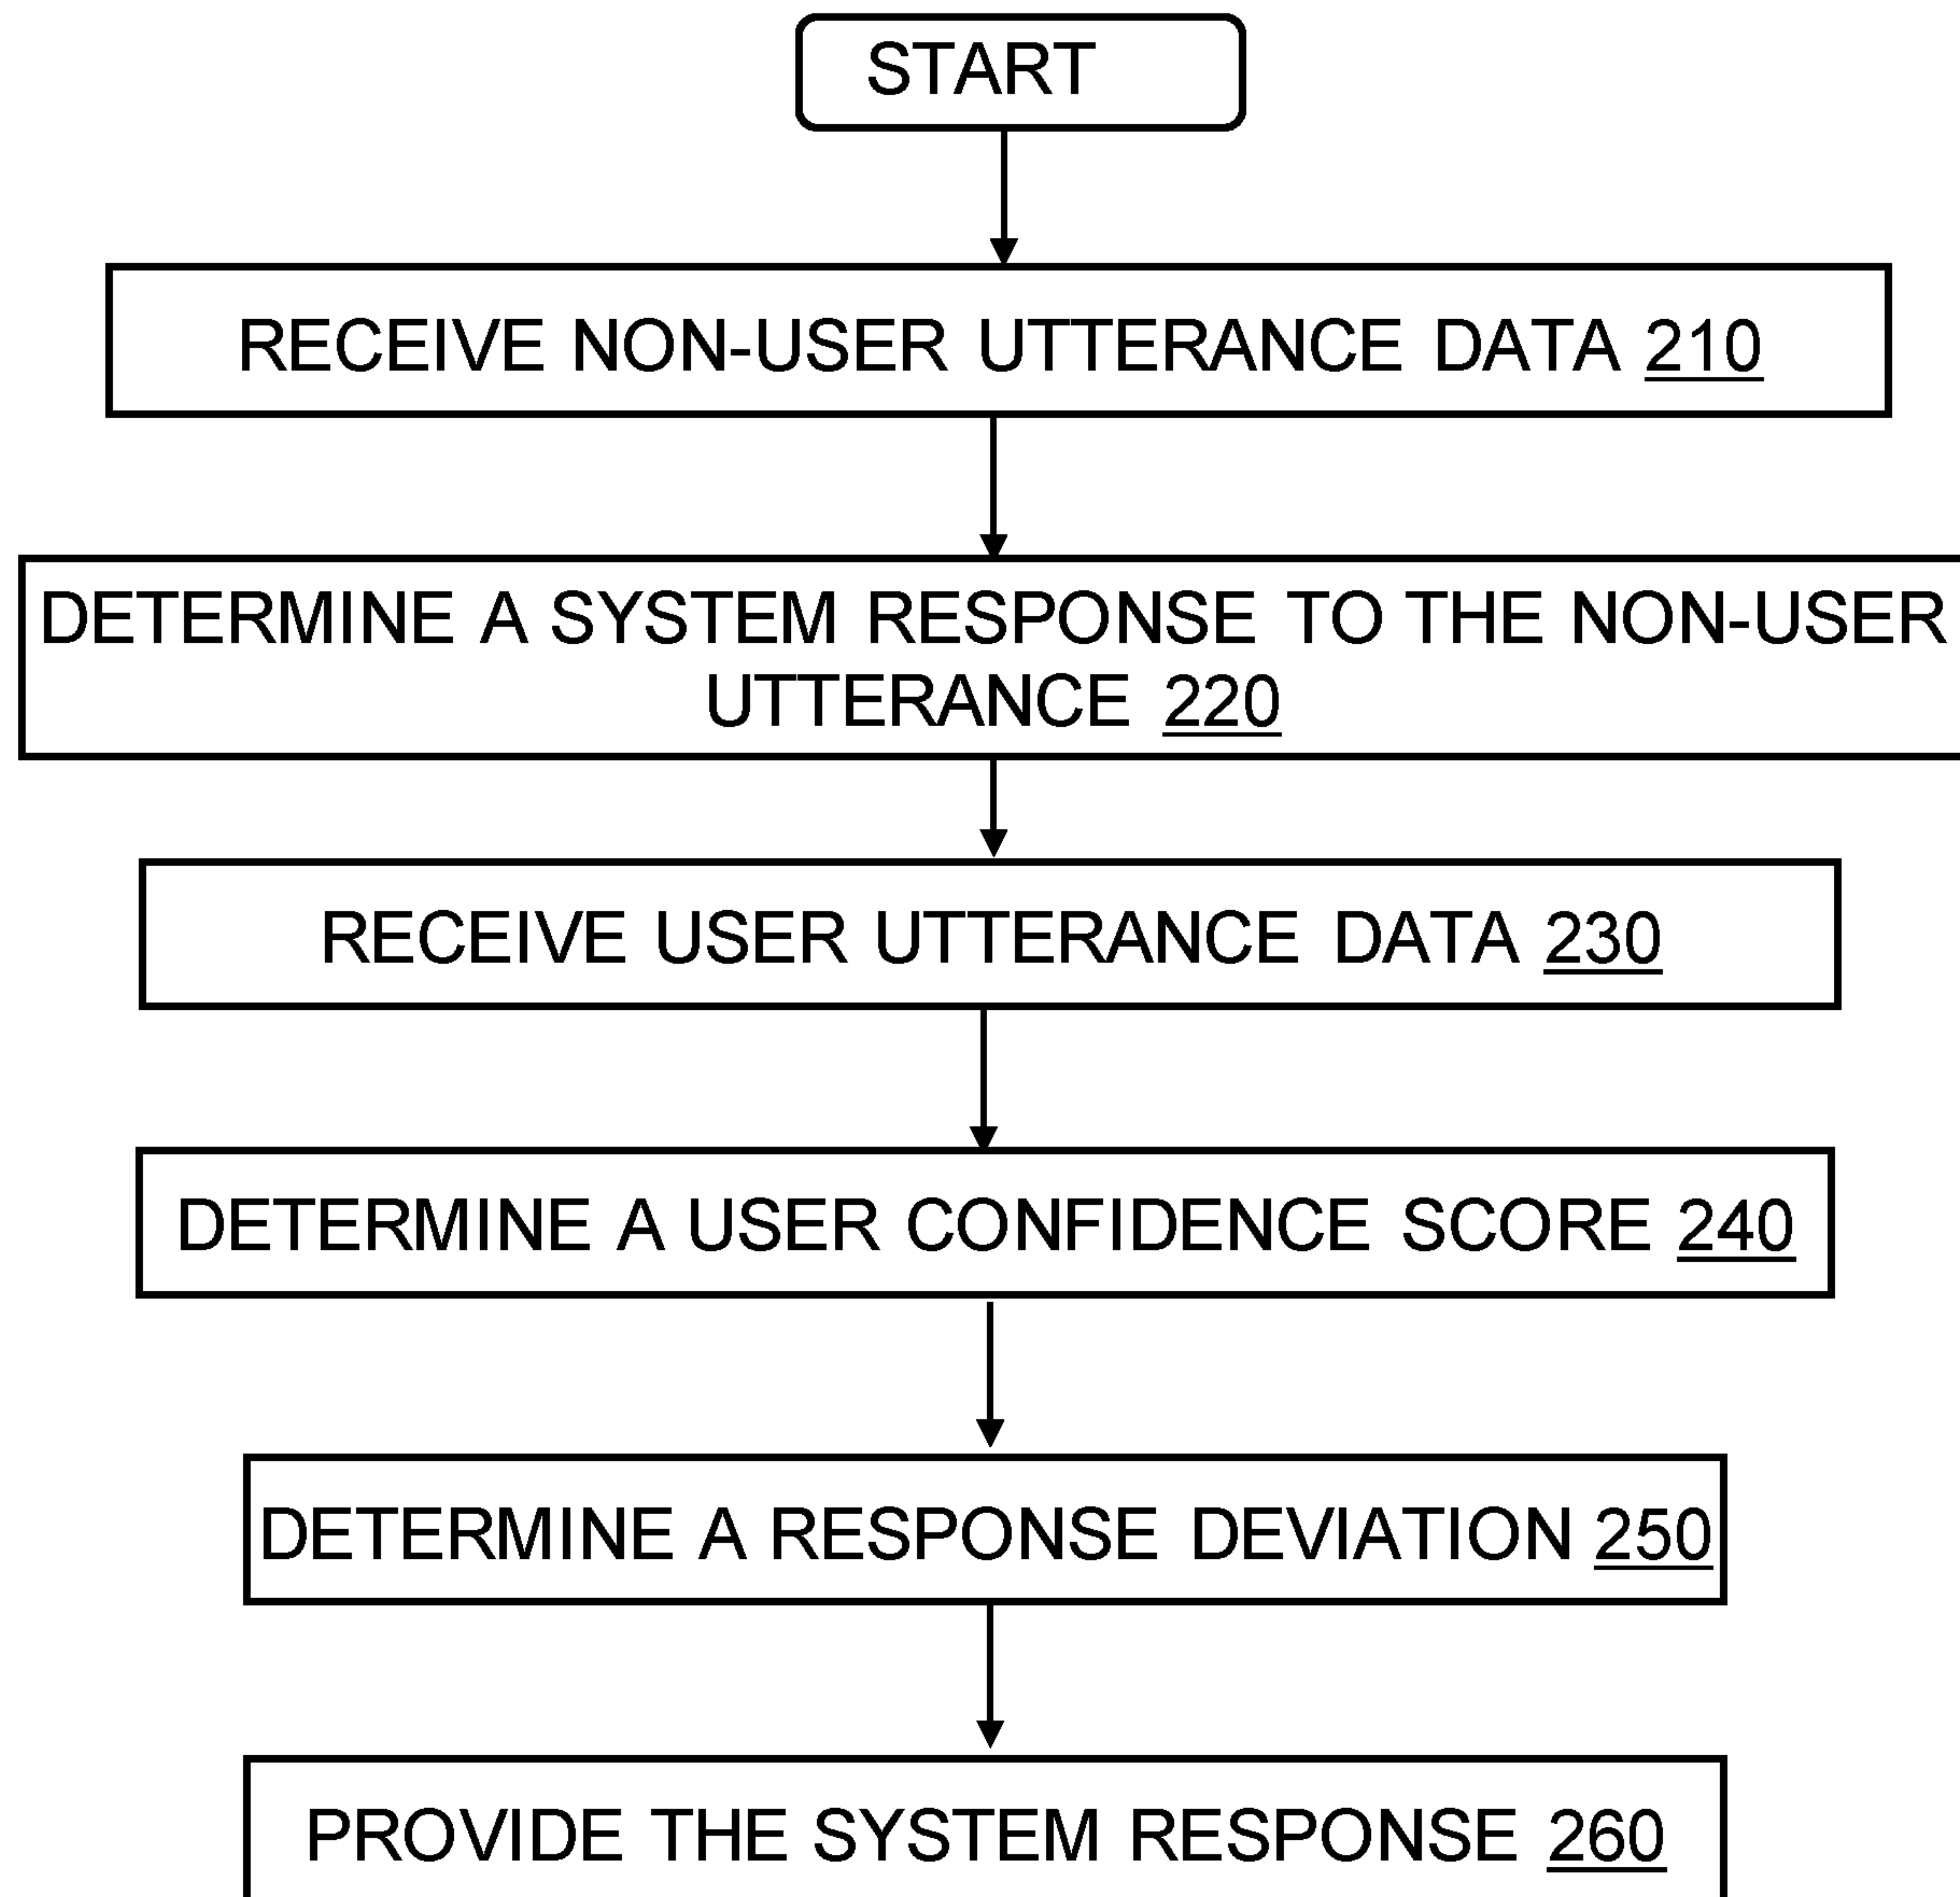 START
RECEIVE NON-USER UTTERANCE DATA 210
DETERMINE A SYSTEM RESPONSE TO THE NON-USER
UTTERANCE 220
RECEIVE USER UTTERANCE DATA 230
DETERMINE A USER CONFIDENCE SCORE 240
DETERMINE A RESPONSE DEVIATION 250
PROVIDE THE SYSTEM RESPONSE 260